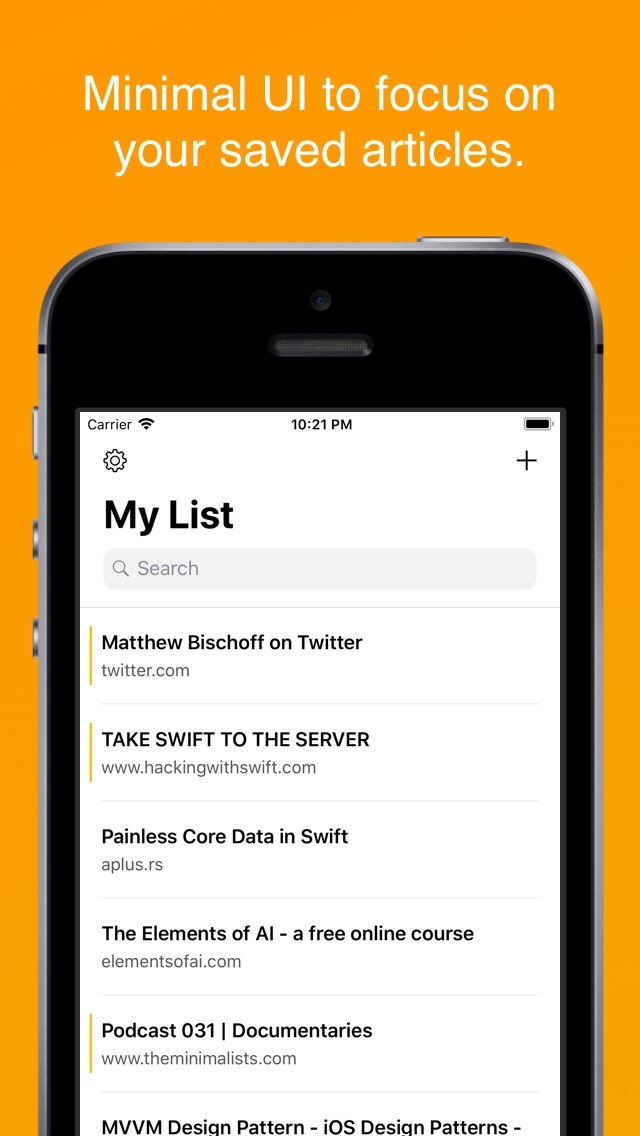 Minimal UI to focus on
your saved articles.
Carrier 10:21 PM
My List
Search
Matthew Bischoff on Twitter
twitter.com
TAKE SWIFT TO THE SERVER
www.hackingwithswift.com
Painless Core Data in Swift
aplus.rs
The Elements of AI - a free online course
elementsofai.com
Podcast 031 | Documentaries
www.theminimalists.com
MVVM Design Pattern - iOS Design Patterns -